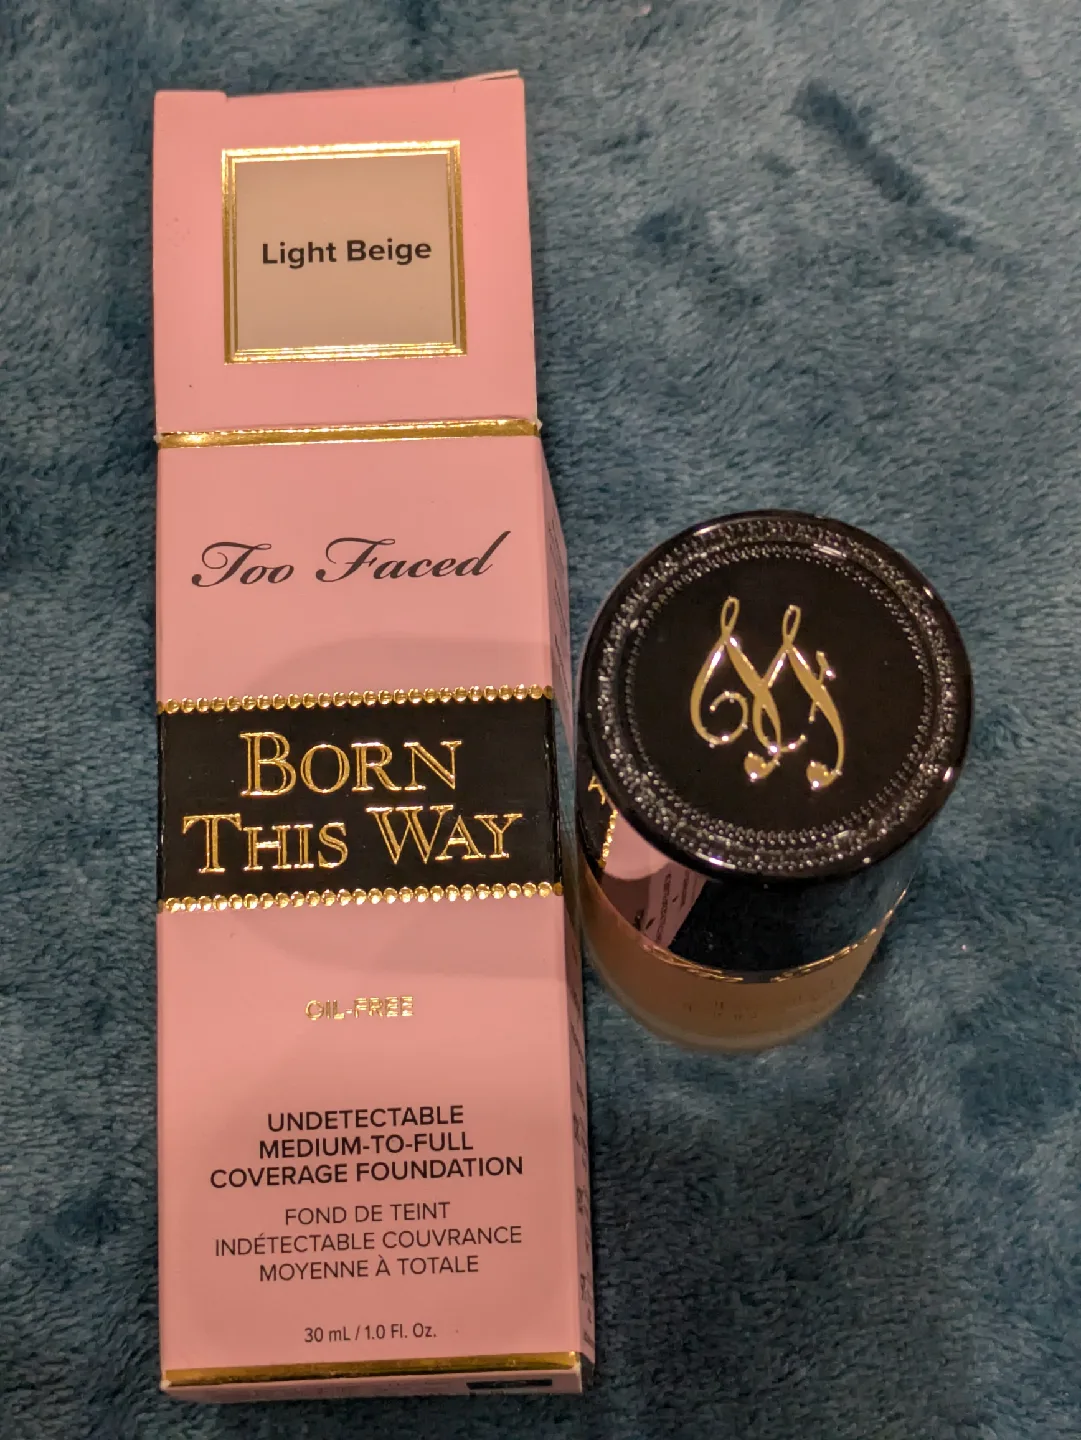 Light Beige
Too Faced
BORN
THIS WAY
OIL-FREE
UNDETECTABLE
MEDIUM-TO-FULL
COVERAGE FOUNDATION
FOND DE TEINT
INDÉTECTABLE COUVRANCE
MOYENNE À TOTALE
30 mL / 1.0 Fl. Oz.